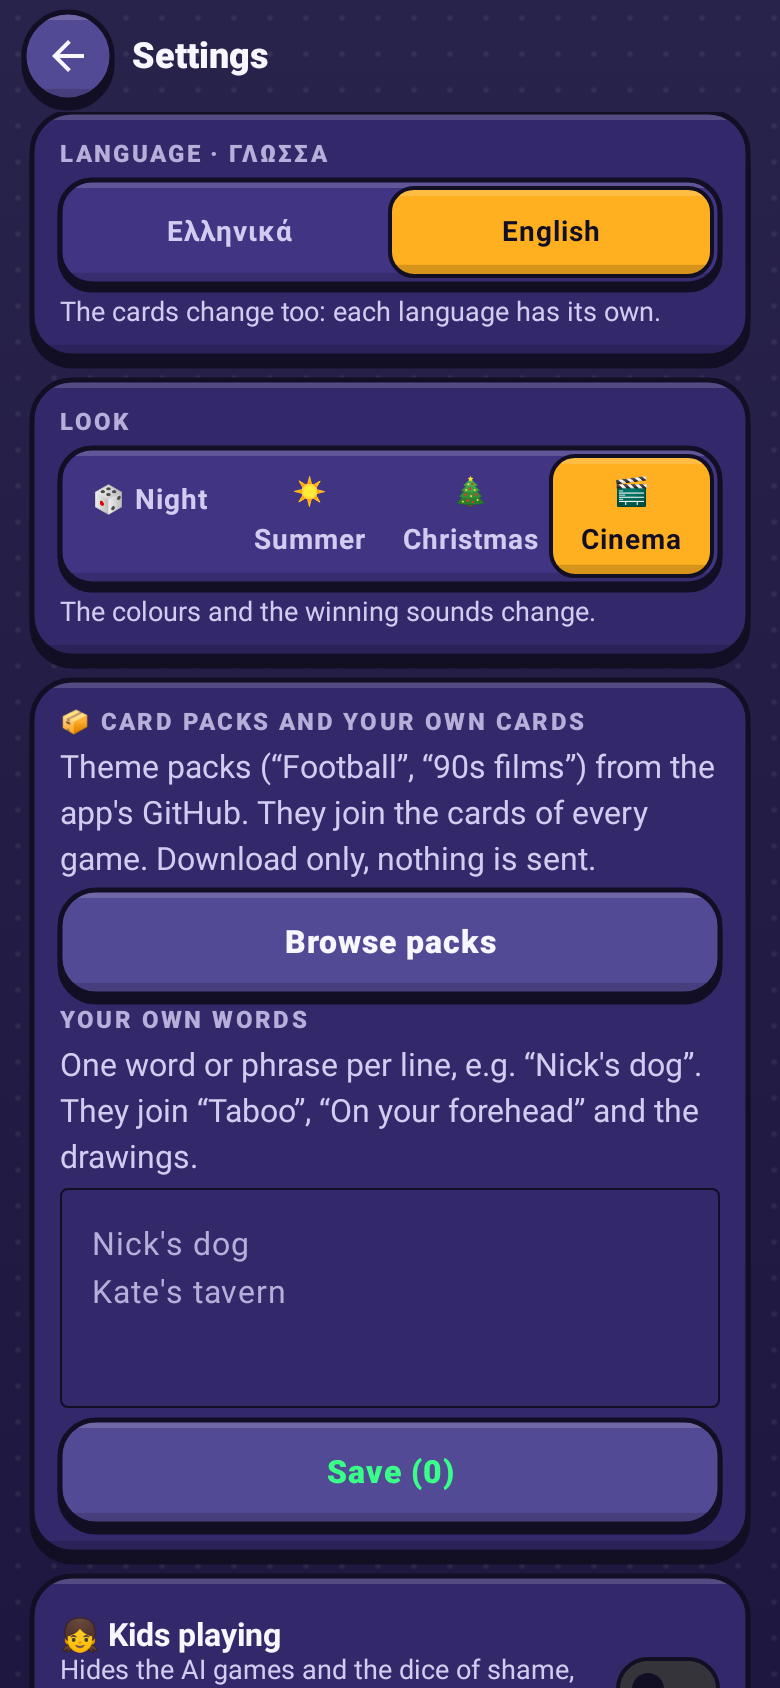 Settings
LANGUAGE · ΓΛΩΣΣΑ
Ελληνικά English
The cards change too: each language has its own.
LOOK
Night Summer Christmas Cinema
The colours and the winning sounds change.
CARD PACKS AND YOUR OWN CARDS
Theme packs (“Football”, “90s films”) from the
app's GitHub. They join the cards of every
game. Download only, nothing is sent.
Browse packs
YOUR OWN WORDS
One word or phrase per line, e.g. “Nick's dog”.
They join “Taboo”, “On your forehead” and the
drawings.
Nick's dog
Kate's tavern
Save (0)
Kids playing
Hides the AI games and the dice of shame,